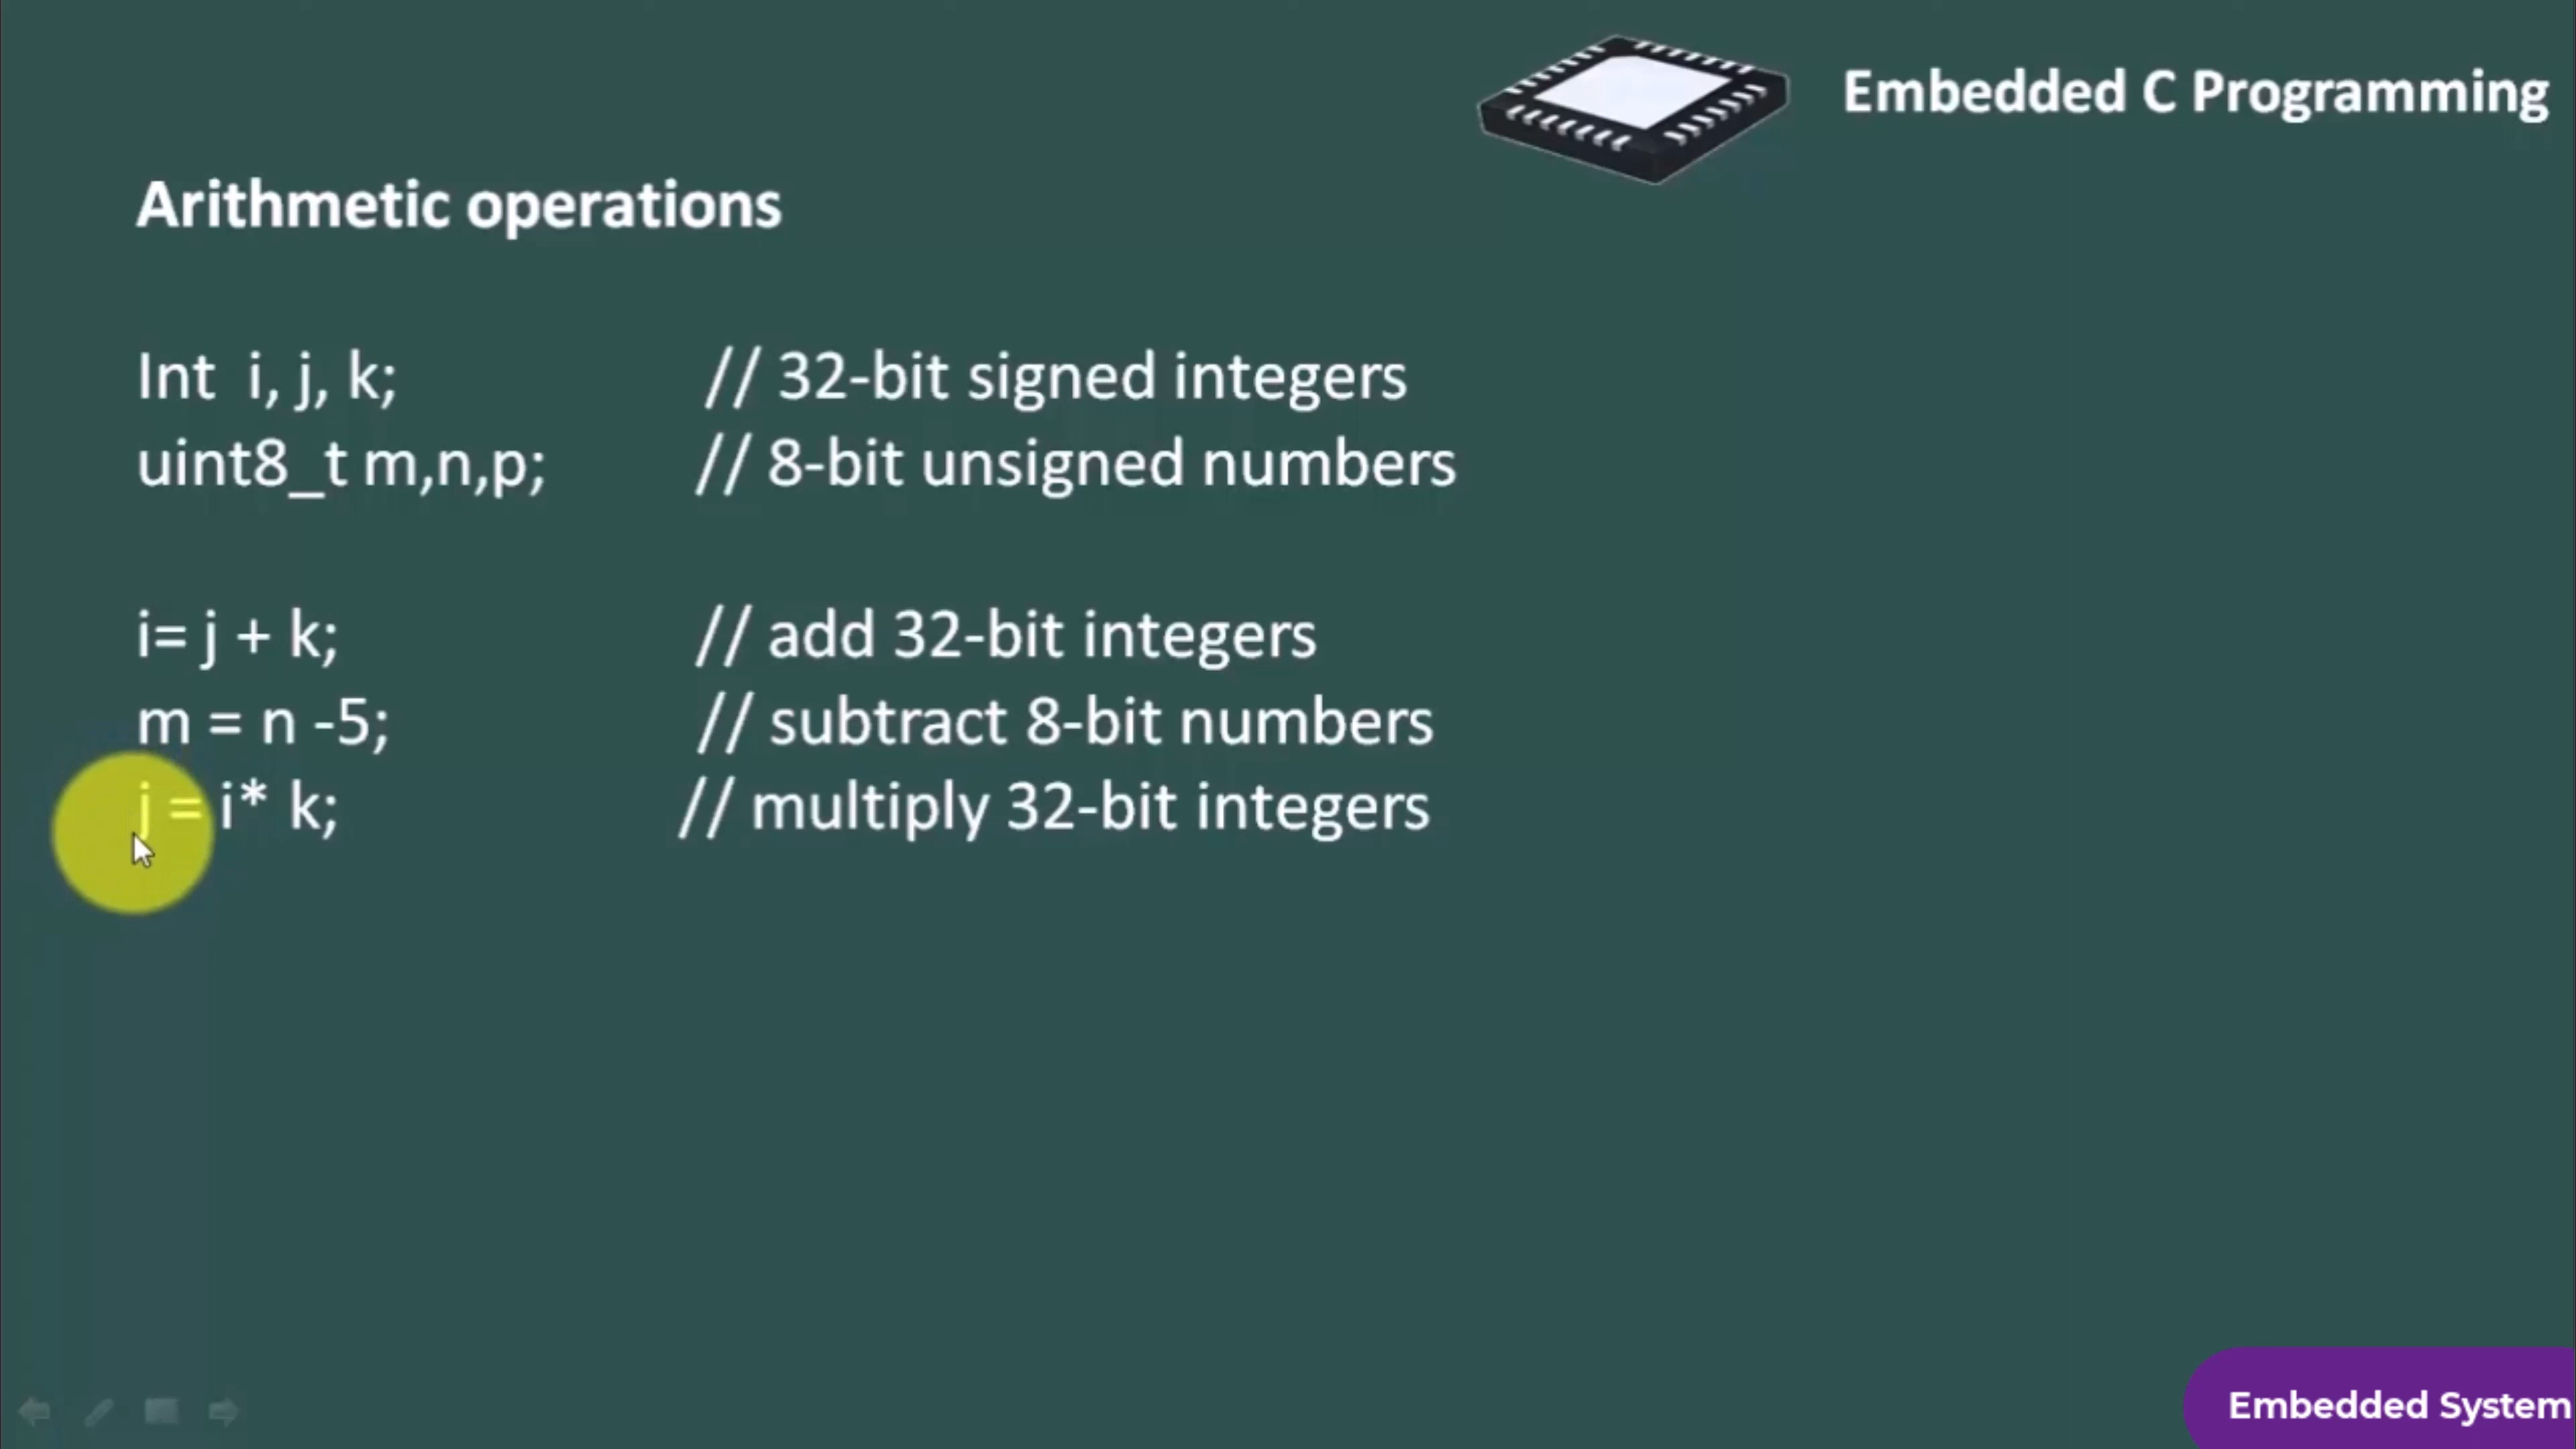 Embedded C Programming
Arithmetic operations
Int i, j, k; // 32-bit signed integers
uint8_t m,n,p; // 8-bit unsigned numbers
i= j + k; // add 32-bit integers
m = n -5; // subtract 8-bit numbers
j = i* k; // multiply 32-bit integers
Embedded System